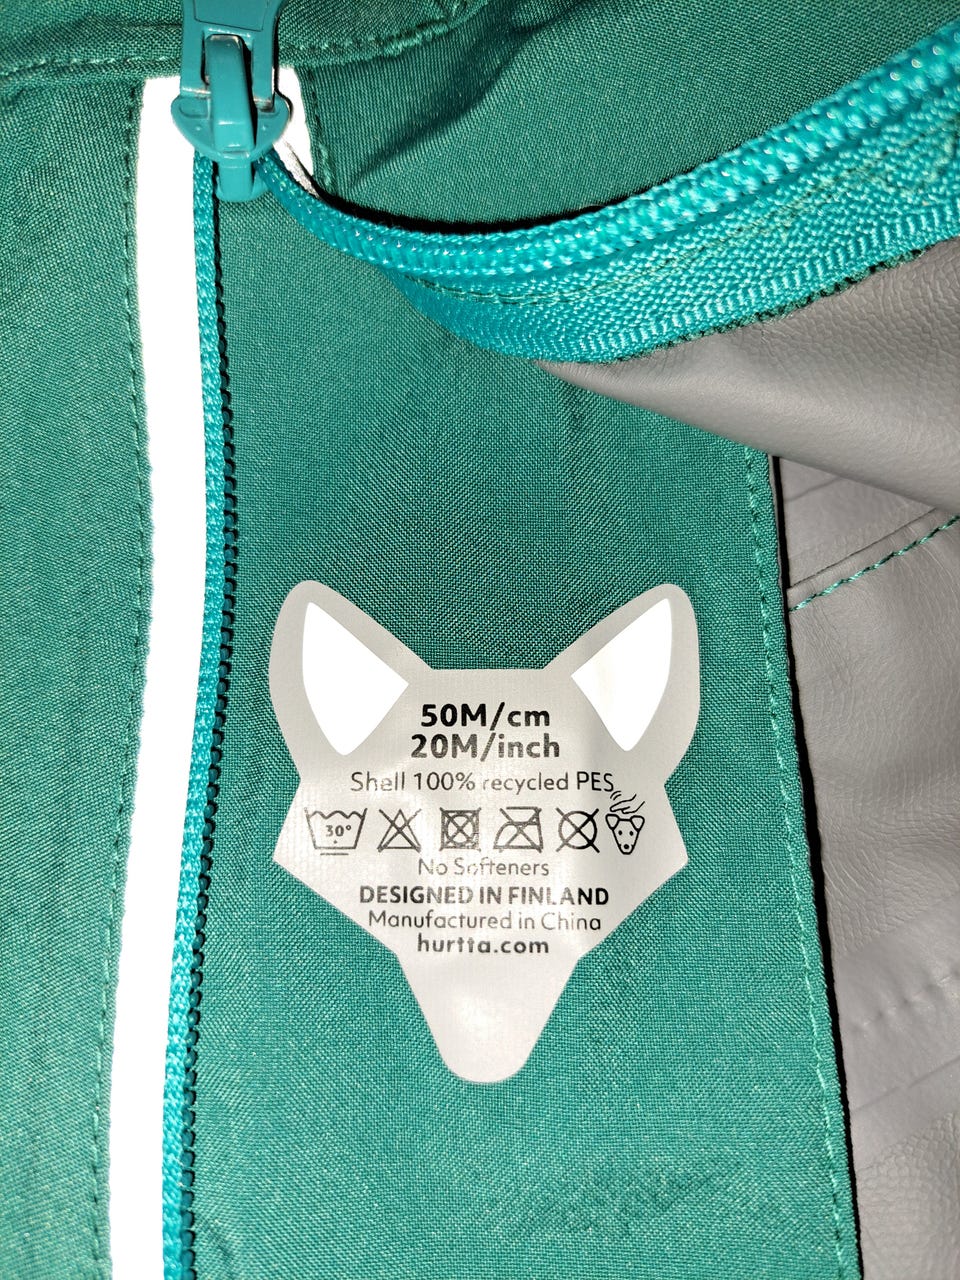 50M/cm
20M/inch
Shell 100% recycled PES
30°
No Softeners
DESIGNED IN FINLAND
Manufactured in China
hurtta.com